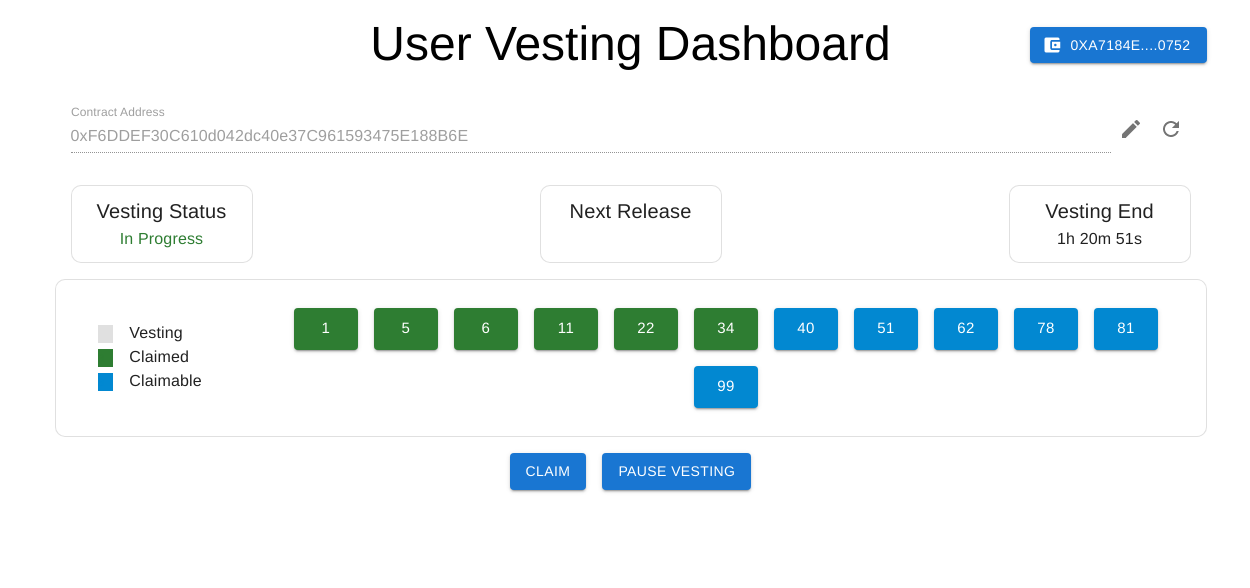 User Vesting Dashboard
0XA7184E....0752
Contract Address
0xF6DDEF30C610d042dc40e37C961593475E188B6E
Vesting Status
In Progress
Next Release
Vesting End
1h 20m 51s
Vesting
Claimed
Claimable
1 5 6 11 22 34 40 51 62 78 81
99
CLAIM PAUSE VESTING